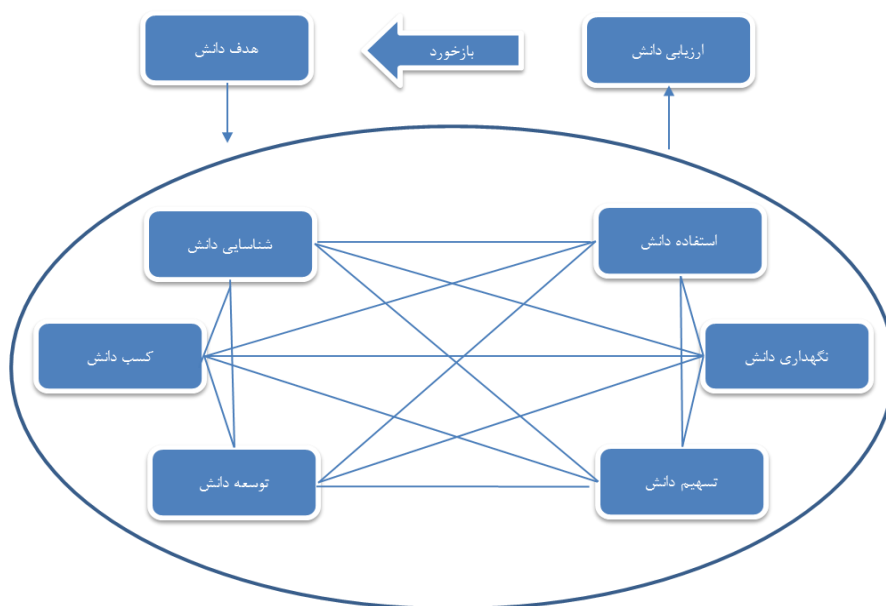 هدف دانش
بازخورد
ارزیابی دانش
شناسایی دانش
استفاده دانش
کسب دانش
نگهداری دانش
توسعه دانش
تسهیم دانش